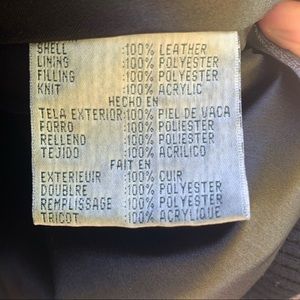 SHELL :100% LEATHER
LINING :100% POLYESTER
FILLING :100% POLYESTER
KNIT :100% ACRYLIC
HECHO EN
TELA EXTERIOR:100% PIEL DE VACA
FORRO :100% POLIESTER
RELLENO :100% POLIESTER
TEJIDO :100% ACRILICO
FAIT EN
EXTERIEUR :100% CUIR
DOUBLRE :100% POLYESTER
REMPLISSAGE :100% POLYESTER
TRICOT :100% ACRYLIQUE